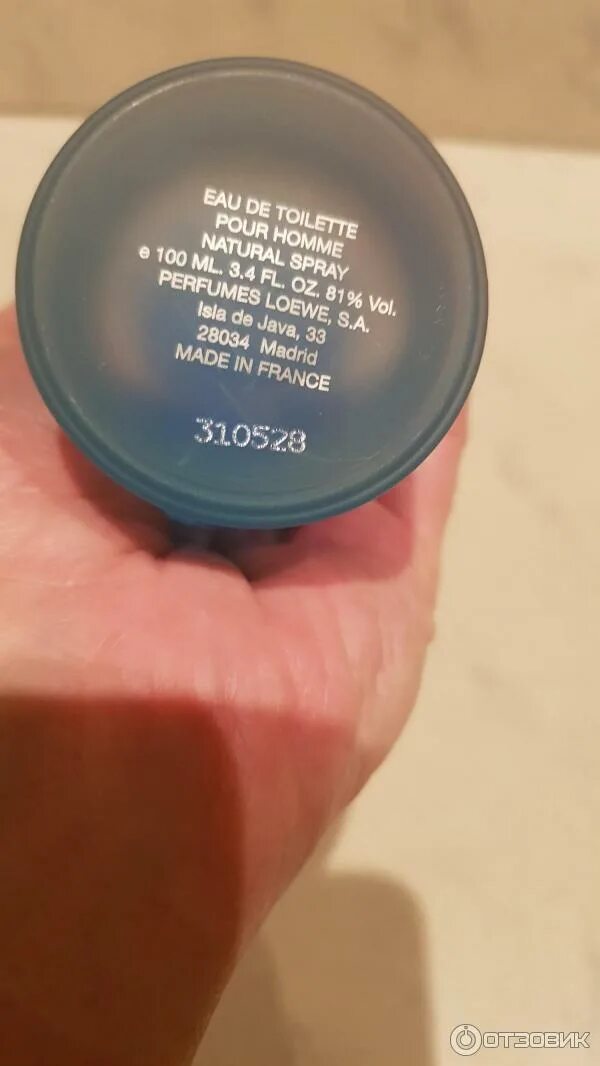 EAU DE TOILETTE
POUR HOMME
NATURAL SPRAY
e 100 ML. 3.4 FL. OZ. 81% Vol.
PERFUMES LOEWE, S.A.
Isla de Java, 33
28034 Madrid
MADE IN FRANCE
310528
ОТЗОВИК